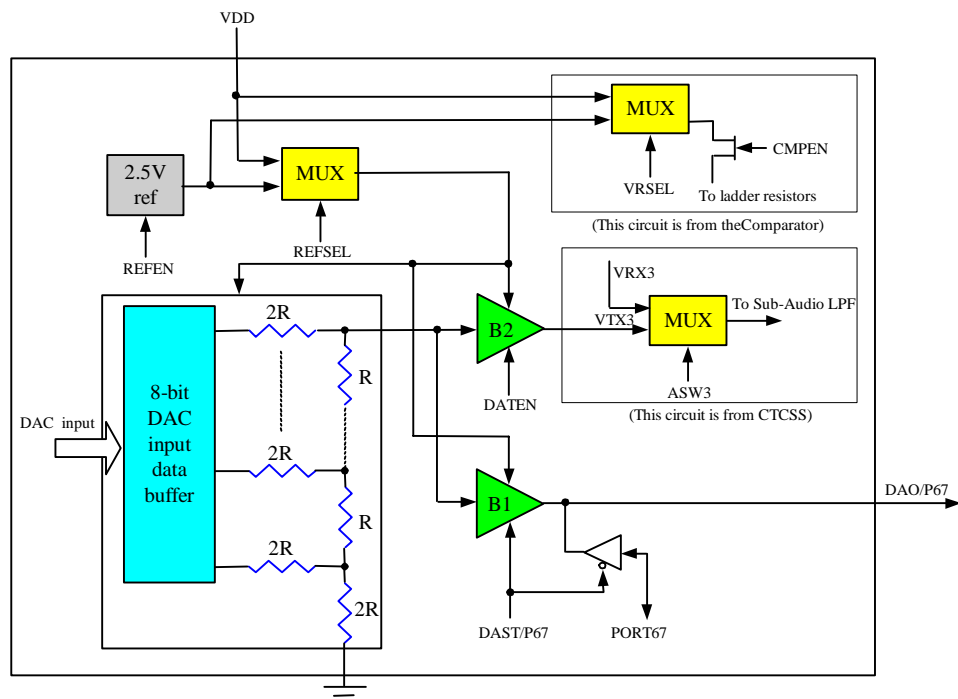 VDD
MUX
CMPEN
VRSEL
To ladder resistors
(This circuit is from theComparator)
2.5V
ref
MUX
REFEN
REFSEL
VRX3
To Sub-Audio LPF
VTX3
MUX
ASW3
(This circuit is from CTCSS)
2R
B2
R
DATEN
8-bit
DAC
input
data
buffer
DAC input
2R
R
B1
DAO/P67
2R
2R
DAST/P67
PORT67